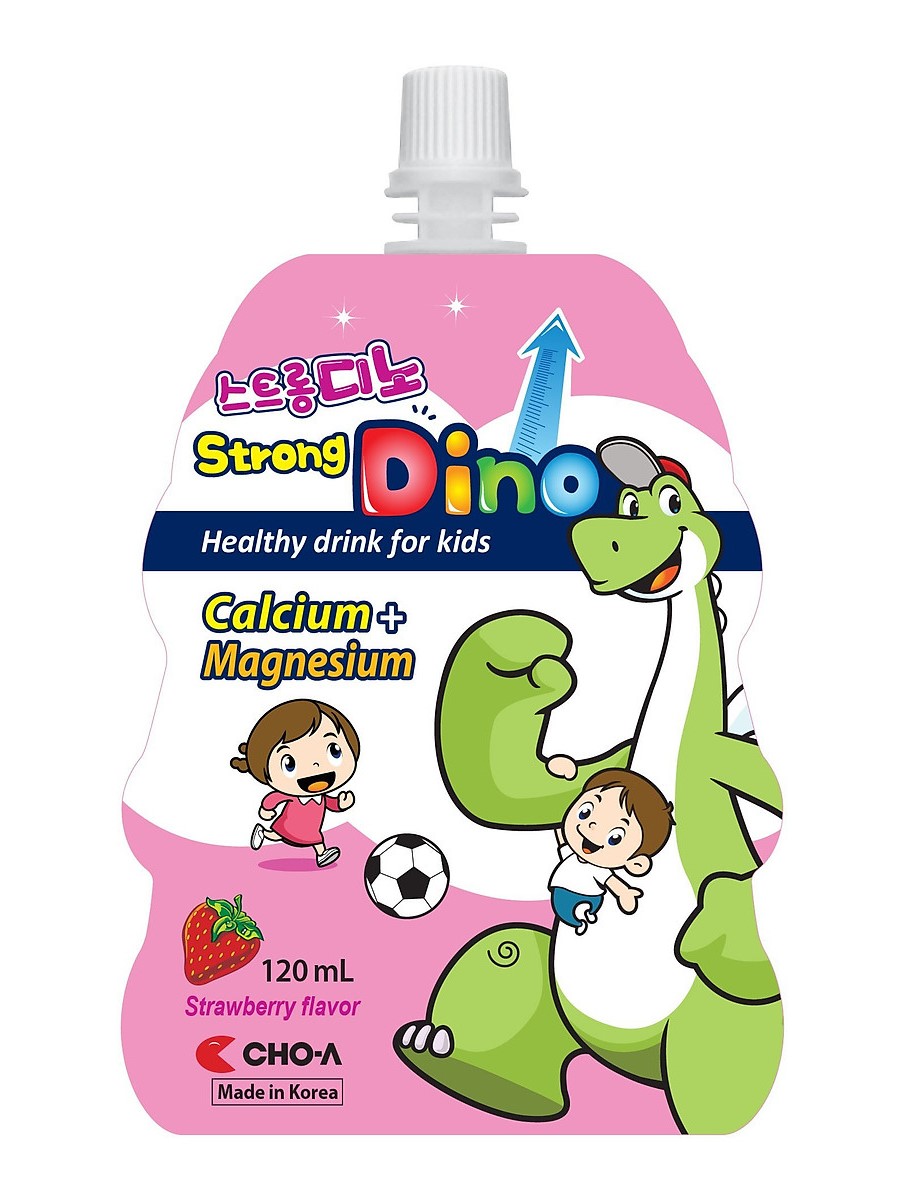 스트롱디노
Strong Dino
Healthy drink for kids
Calcium +
Magnesium
120 mL
Strawberry flavor
CHO-A
Made in Korea